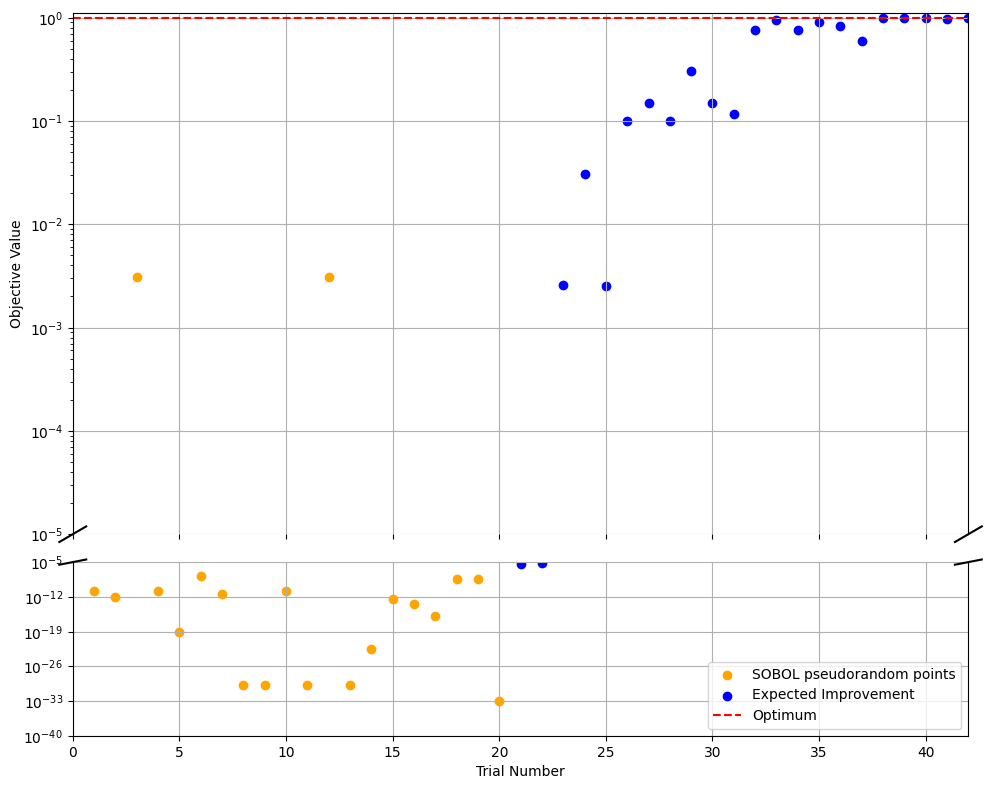 10⁰
10⁻¹
10⁻²
10⁻³
10⁻⁴
10⁻⁵
Objective Value
10⁻⁵
10⁻¹²
10⁻¹⁹
10⁻²⁶
10⁻³³
10⁻⁴⁰
SOBOL pseudorandom points
Expected Improvement
Optimum
0 5 10 15 20 25 30 35 40
Trial Number